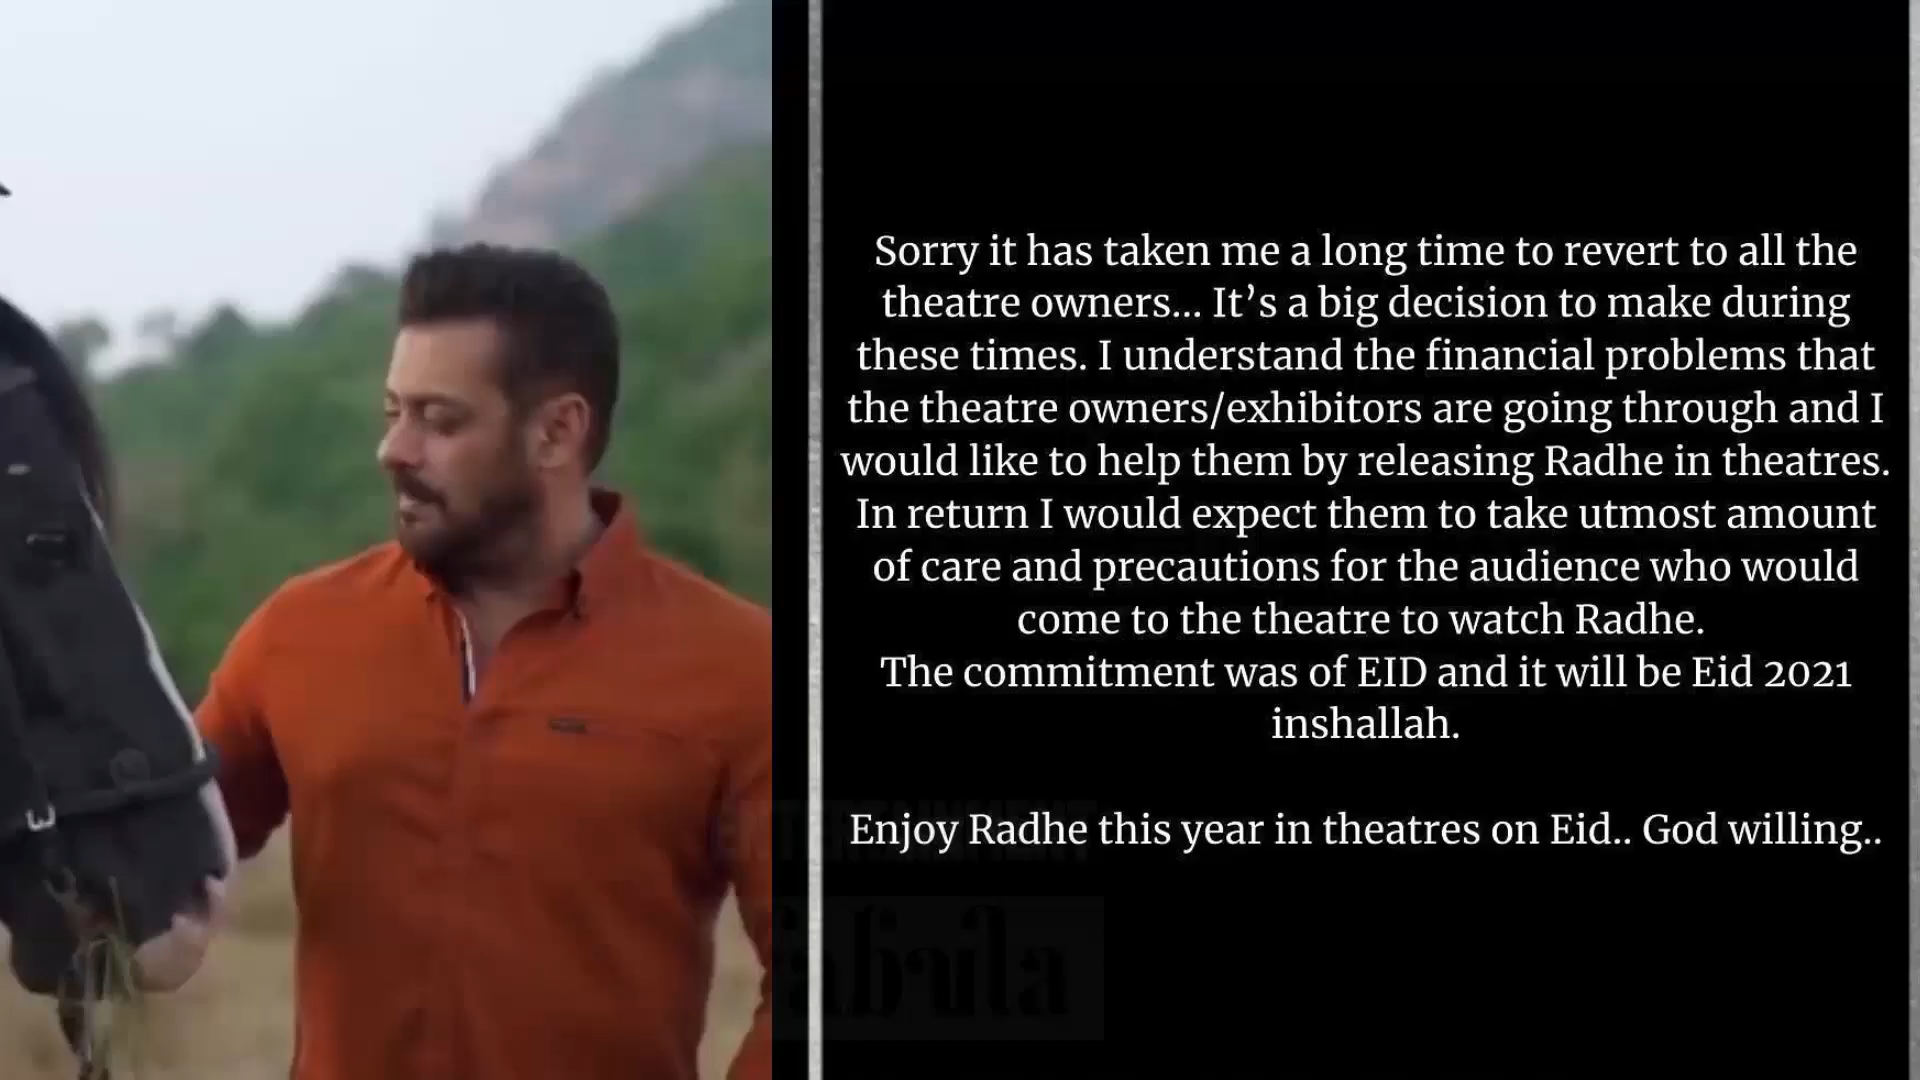 Sorry it has taken me a long time to revert to all the
theatre owners... It’s a big decision to make during
these times. I understand the financial problems that
the theatre owners/exhibitors are going through and I
would like to help them by releasing Radhe in theatres.
In return I would expect them to take utmost amount
of care and precautions for the audience who would
come to the theatre to watch Radhe.
The commitment was of EID and it will be Eid 2021
inshallah.
Enjoy Radhe this year in theatres on Eid.. God willing..